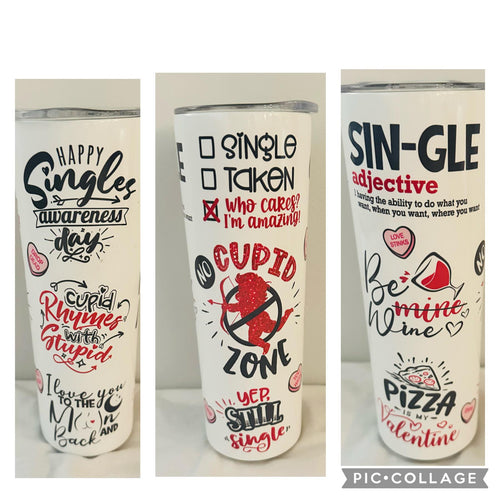 HAPPY
Singles
awareness
day
Cupid
Rhymes
with
Stupid
I love you
TO THE
MOON
AND
Back
SINGLE
TAKEN
WHO CARES?
I'M AMAZING!
NO
CUPID
ZONE
YEP,
STILL
"single"
SIN-GLE
adjective
1. having the ability to do what you
want, when you want, where you want
LOVE
STINKS
Be
mine
Wine
PIZZA
IS MY
Valentine
PIC•COLLAGE